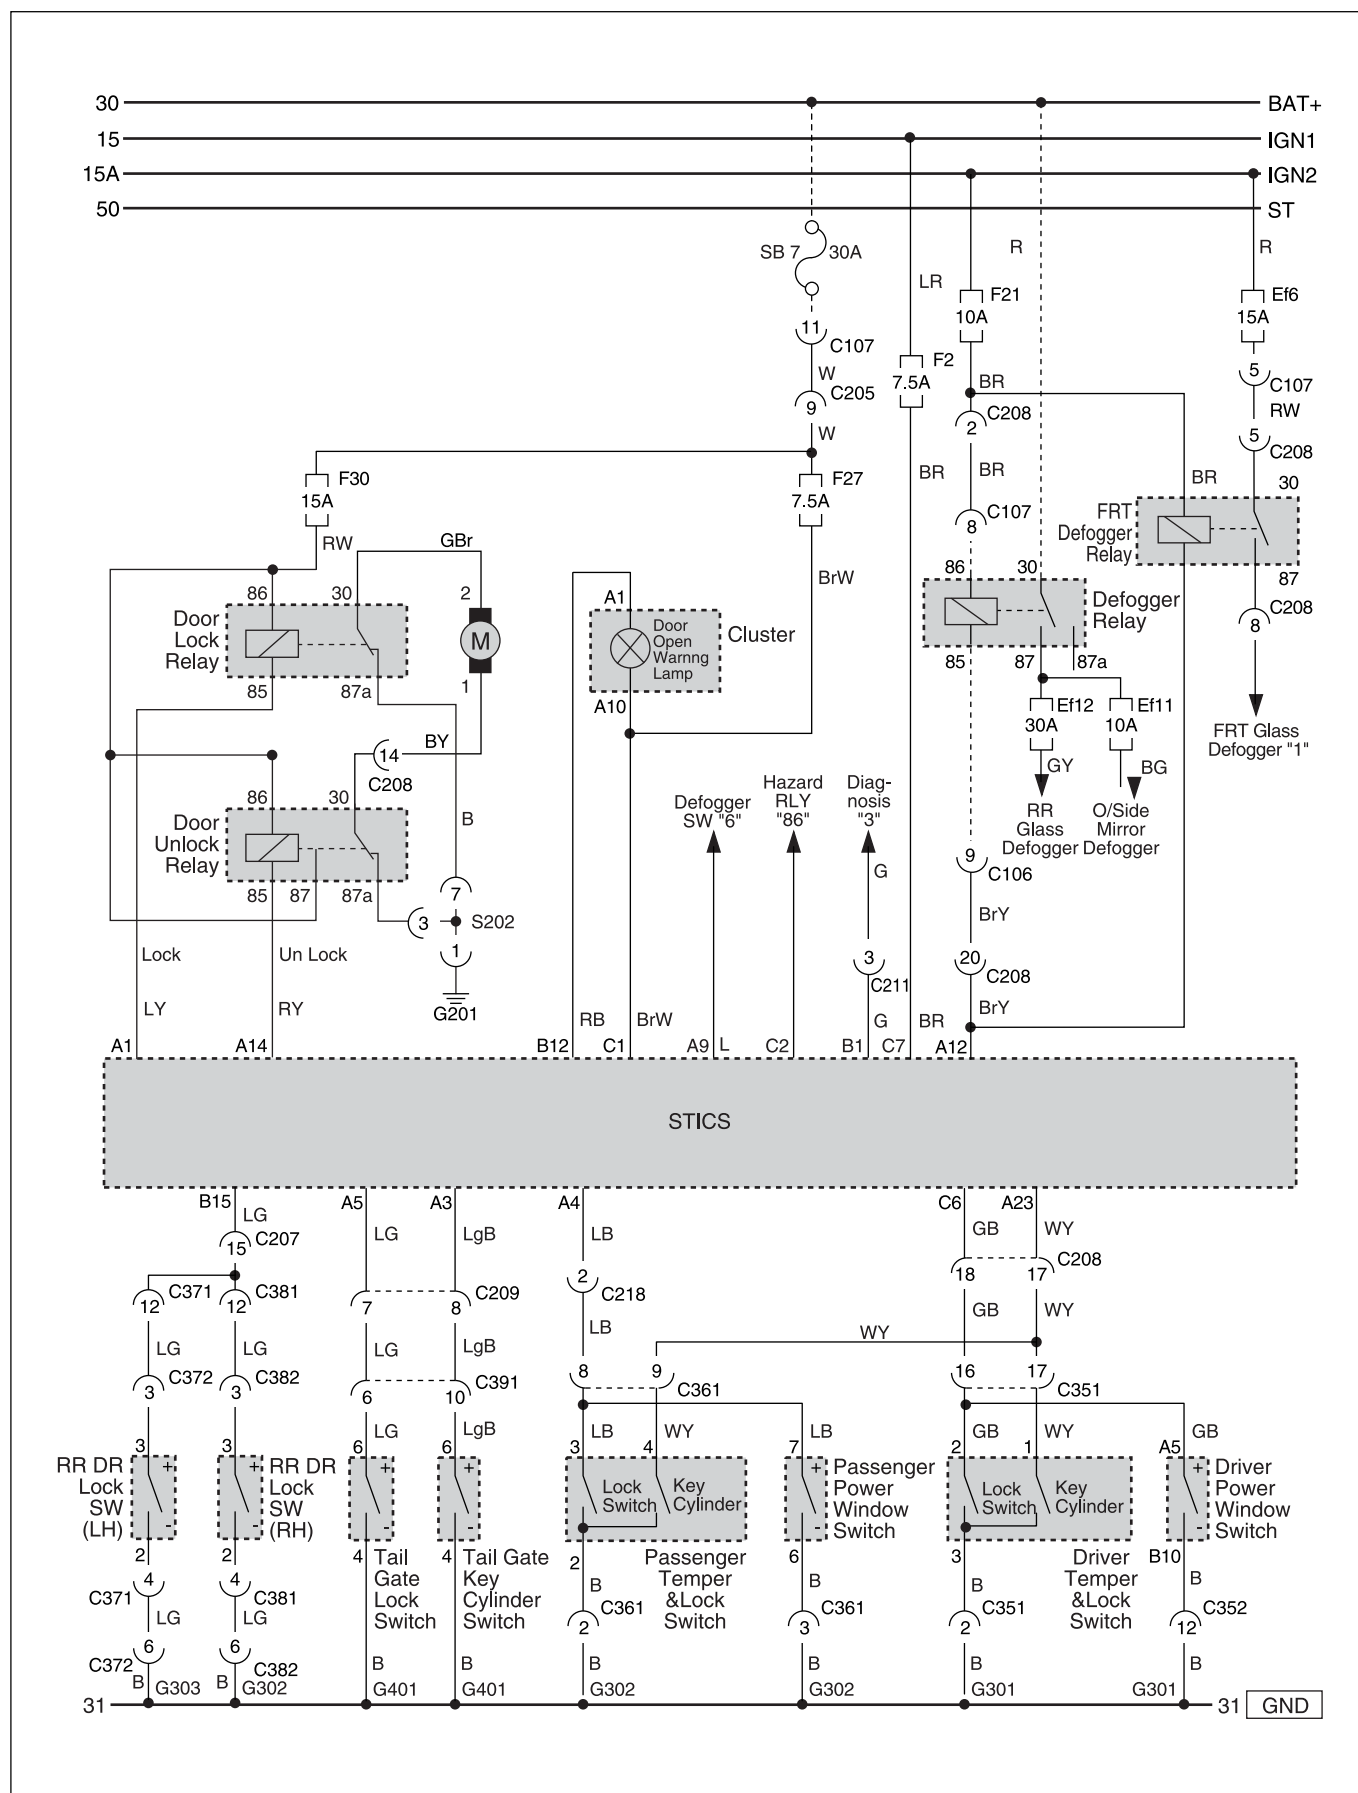 30 BAT+
15 IGN1
15A IGN2
50 ST
SB 7 30A R R
LR F21 Ef6
10A 15A
11 C107
F2 5 C107
W 7.5A BR
C205 RW
9 C208 5
W 2 C208
F30 F27 BR BR BR 30
15A 7.5A
C107 FRT
8 Defogger
Relay
RW GBr
BrW 86 30 87
86 30 2 A1 Defogger C208
Door Door Relay 8
Lock M Open Cluster
Relay Warnng
Lamp
85 87a 1 A10 85 87 87a
Ef12 Ef11
30A 10A FRT Glass
BY Defogger "1"
14 GY BG
C208 Hazard Diag-
86 30 Defogger RLY nosis RR O/Side
Door B SW "6" "86" "3" Glass Mirror
Unlock Defogger Defogger
Relay 9 C106
85 87 87a 7 G
3 S202 BrY
Lock Un Lock 1 3 20
C211 C208
LY RY G201 RB BrW G BR BrY
A1 A14 B12 C1 A9 L C2 B1 C7 A12
STICS
B15 A5 A3 A4 C6 A23
LG LG LgB LB GB WY
C207
15 2 18 17 C208
C371 C381 C209 C218
12 12 7 8 GB WY
LB WY
LG LG LG LgB
8 9 16 17
C372 C382 C391 C361 C351
3 3 6 10
LG LgB LB WY LB GB WY GB
3 3 6 6 3 4 7 2 1 A5
RR DR + + RR DR + + Lock Switch Key Cylinder + Passenger Lock Switch Key Cylinder + Driver
Lock Lock Power Power
SW SW Window Window
(LH) - - (RH) - - - Switch - Switch
2 2 4 Tail 4 Tail Gate 2 Passenger 6 3 Driver B10
4 4 Gate Key Temper Temper
C371 C381 Lock Cylinder B &Lock B B &Lock B
LG LG Switch Switch C361 Switch C361 C351 Switch C352
6 6 2 3 2 12
C372 C382
B B B B B B B B
G303 G302 G401 G401 G302 G302 G301 G301
31 31 GND